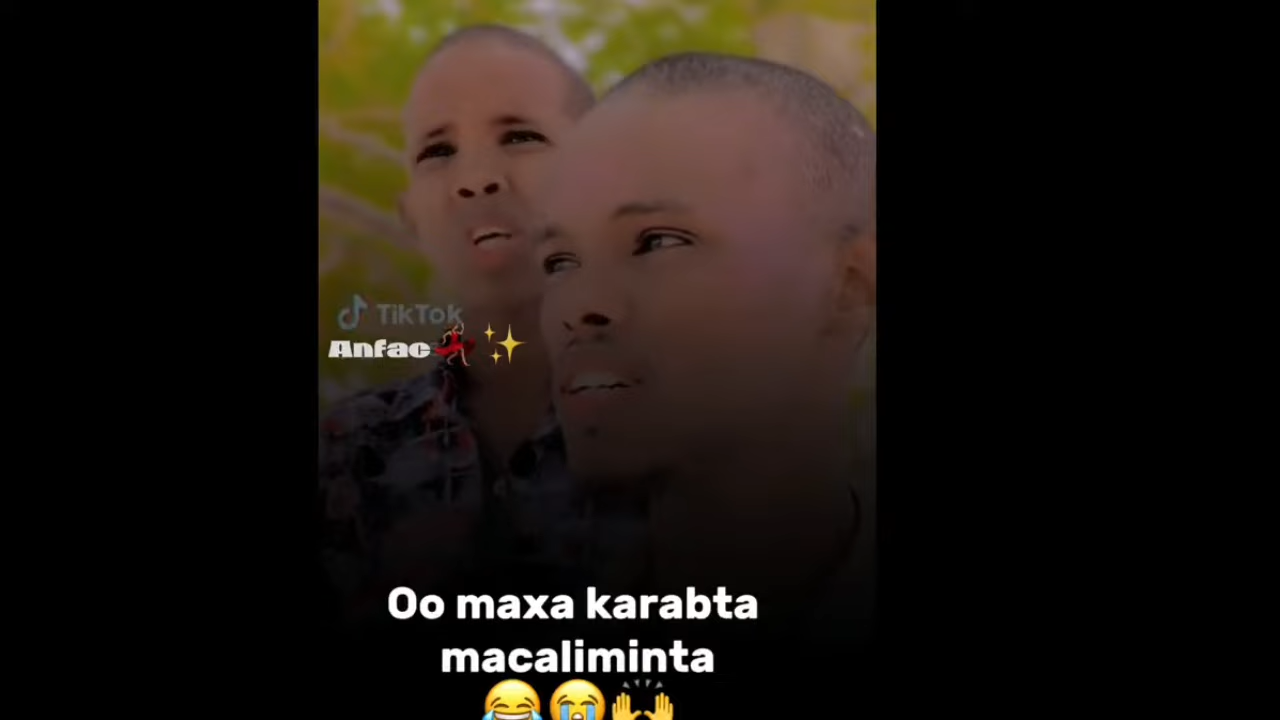 TikTok
Anfac💃 ✨
Oo maxa karabta
macaliminta
😂😭🙌